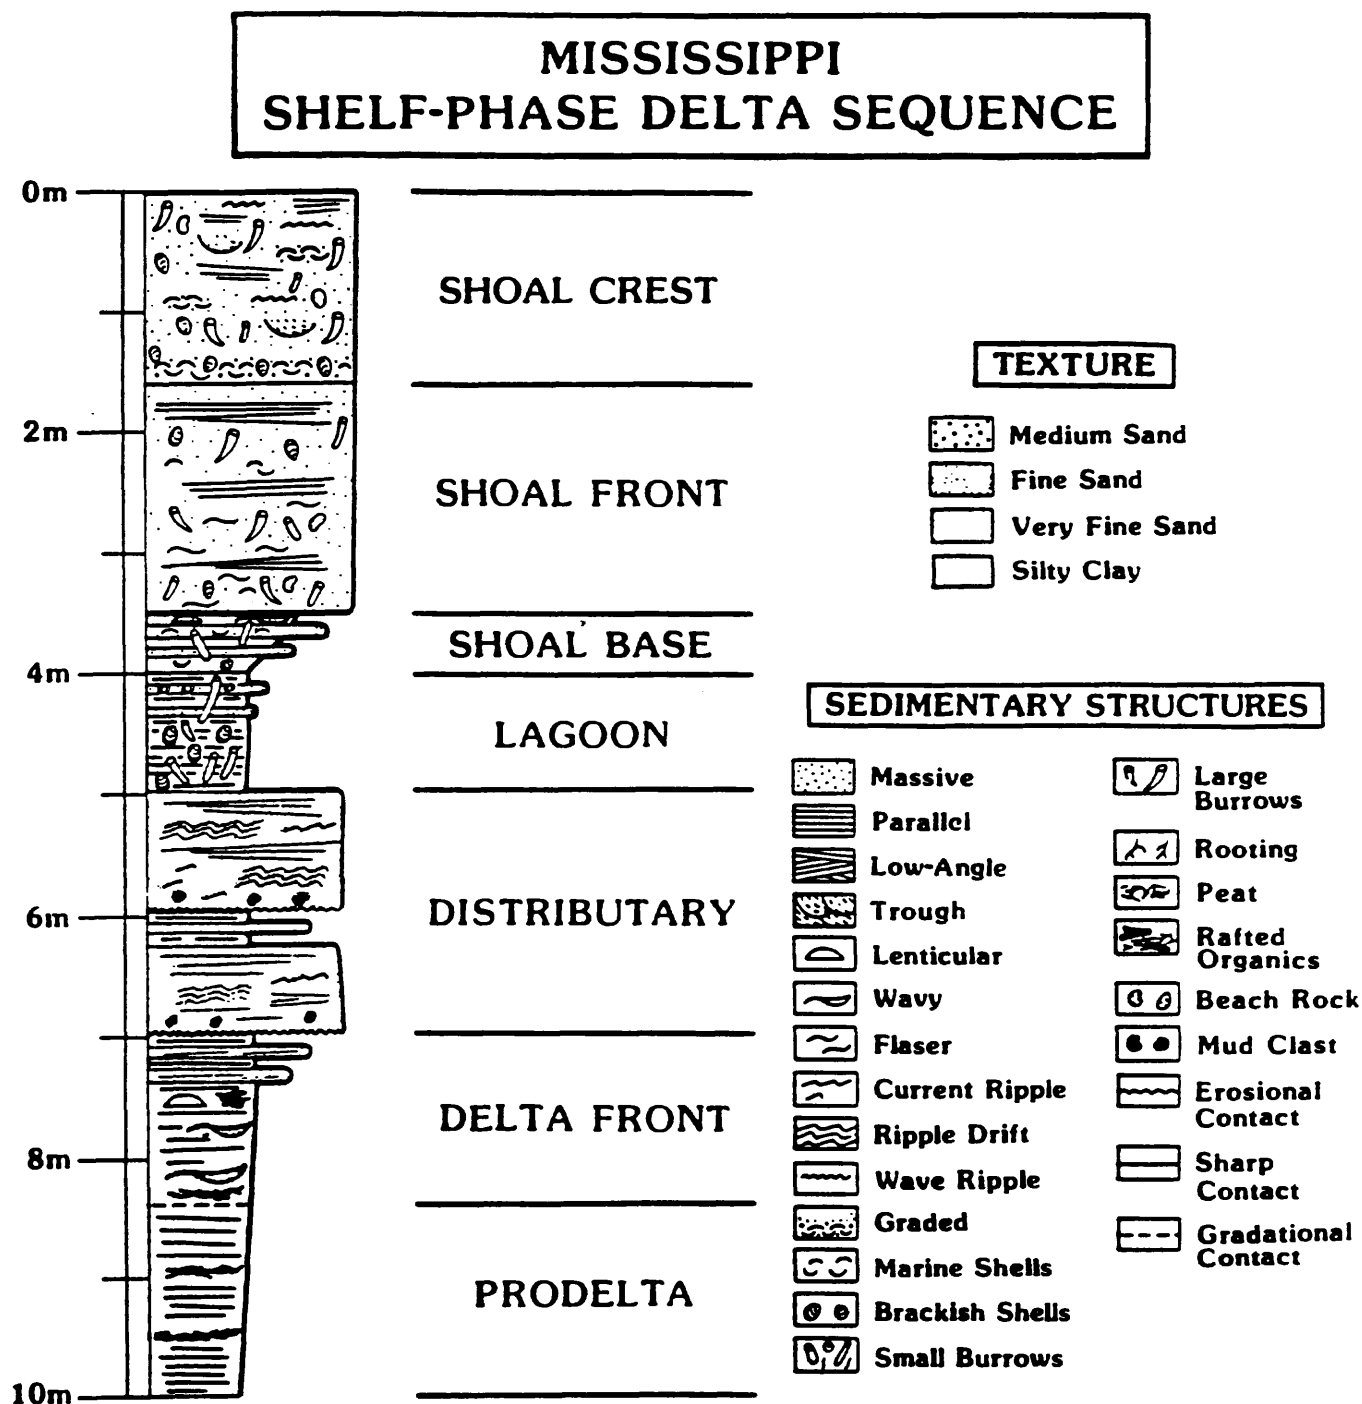 MISSISSIPPI
SHELF-PHASE DELTA SEQUENCE
0m
2m
4m
6m
8m
10m
SHOAL CREST
SHOAL FRONT
SHOAL BASE
LAGOON
DISTRIBUTARY
DELTA FRONT
PRODELTA
TEXTURE
Medium Sand
Fine Sand
Very Fine Sand
Silty Clay
SEDIMENTARY STRUCTURES
Massive
Parallel
Low-Angle
Trough
Lenticular
Wavy
Flaser
Current Ripple
Ripple Drift
Wave Ripple
Graded
Marine Shells
Brackish Shells
Small Burrows
Large
Burrows
Rooting
Peat
Rafted
Organics
Beach Rock
Mud Clast
Erosional
Contact
Sharp
Contact
Gradational
Contact